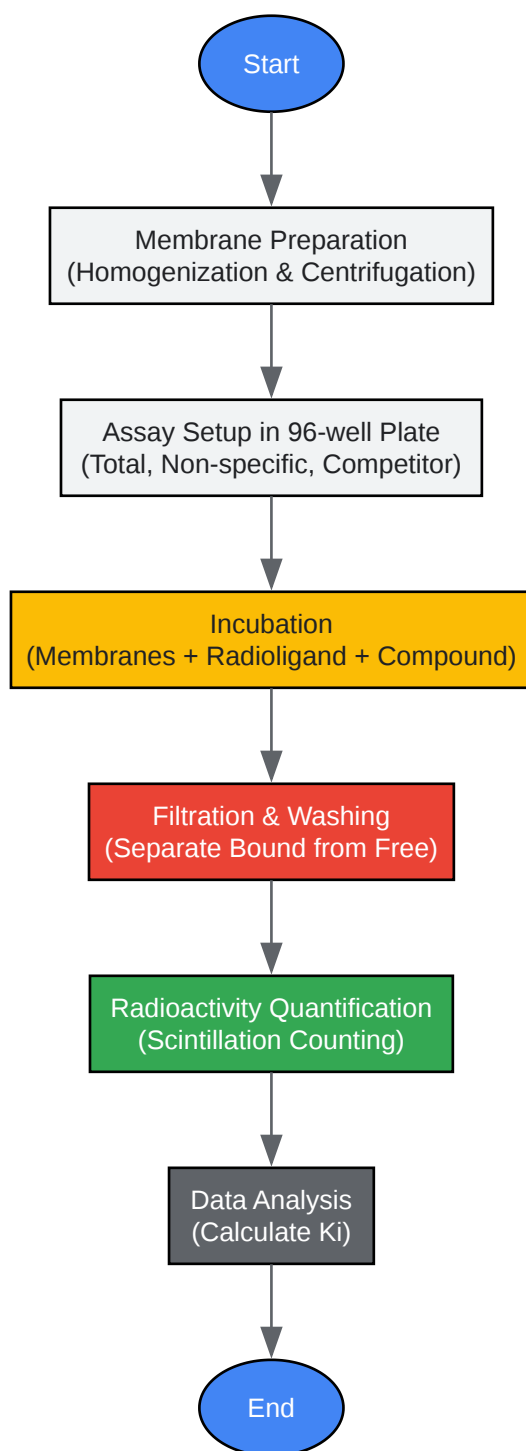 Start
Membrane Preparation
(Homogenization & Centrifugation)
Assay Setup in 96-well Plate
(Total, Non-specific, Competitor)
Incubation
(Membranes + Radioligand + Compound)
Filtration & Washing
(Separate Bound from Free)
Radioactivity Quantification
(Scintillation Counting)
Data Analysis
(Calculate Ki)
End